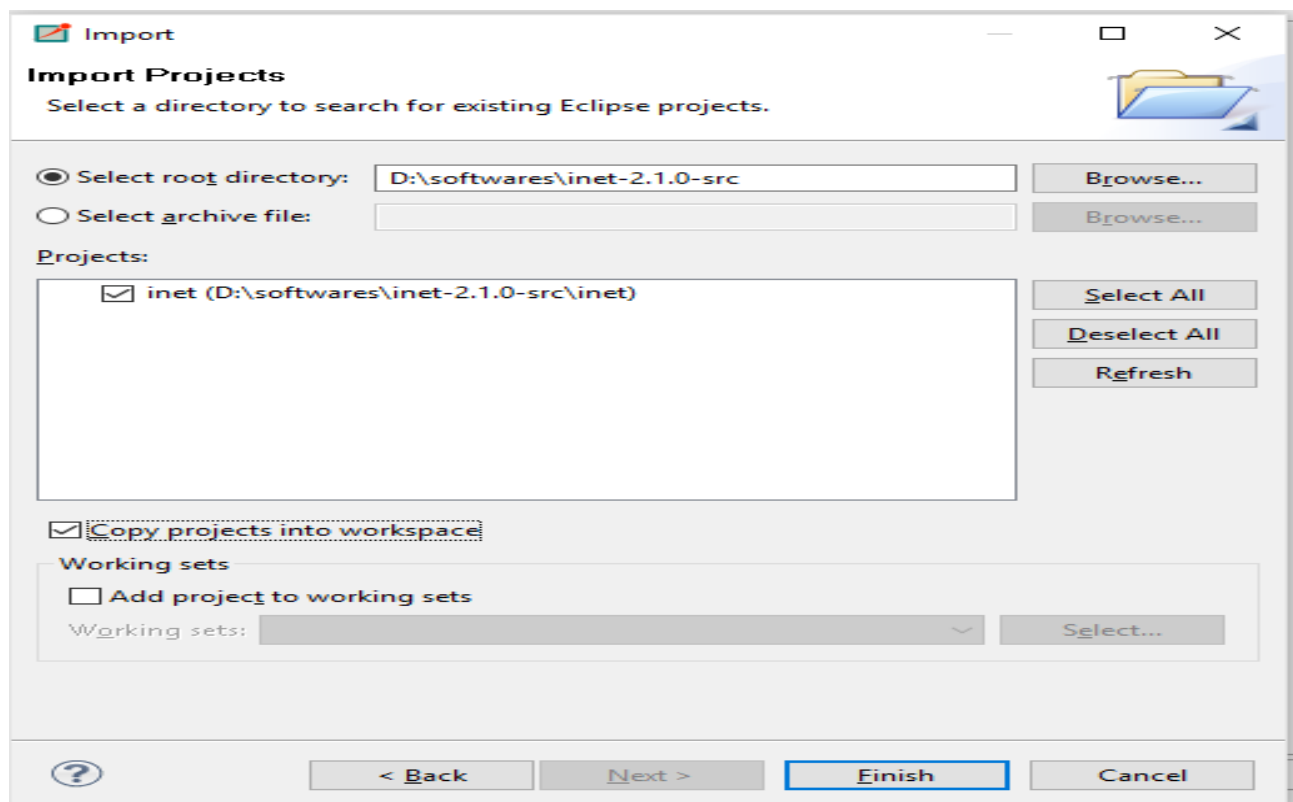 Import
Import Projects
Select a directory to search for existing Eclipse projects.
Select root directory: D:\softwares\inet-2.1.0-src Browse...
Select archive file: Browse...
Projects:
inet (D:\softwares\inet-2.1.0-src\inet) Select All
Deselect All
Refresh
Copy projects into workspace
Working sets
Add project to working sets
Working sets: Select...
? < Back Next > Finish Cancel